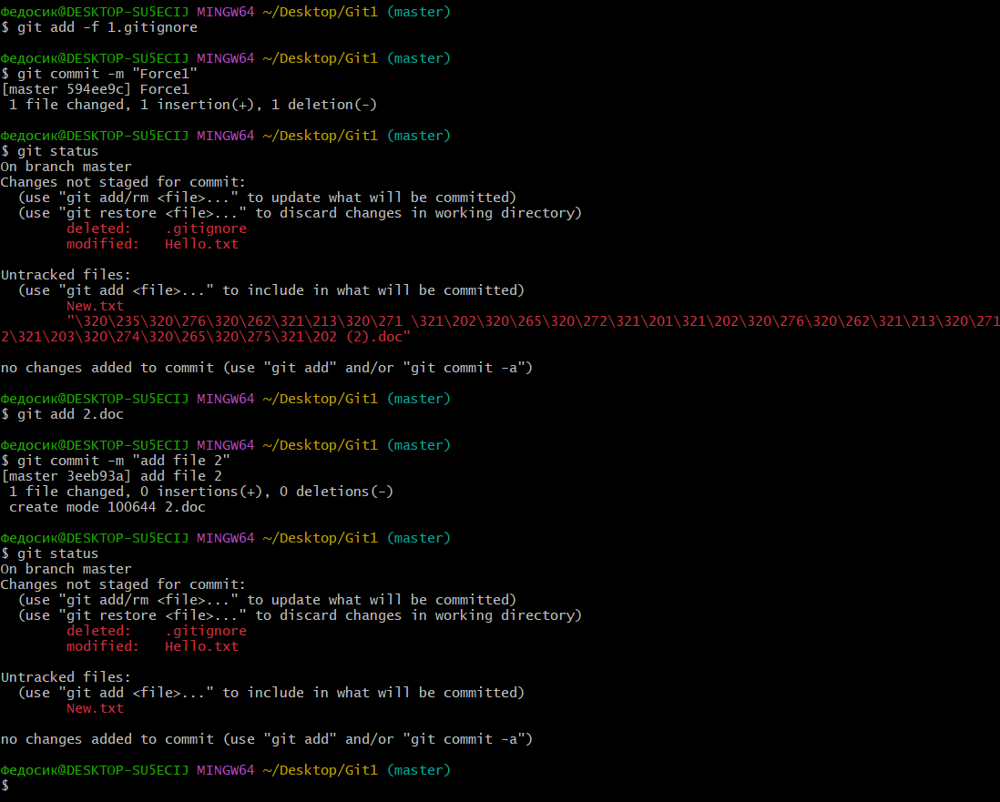 Федосик@DESKTOP-SU5ECIJ MINGW64 ~/Desktop/Git1 (master)
$ git add -f 1.gitignore

Федосик@DESKTOP-SU5ECIJ MINGW64 ~/Desktop/Git1 (master)
$ git commit -m "Force1"
[master 594ee9c] Force1
 1 file changed, 1 insertion(+), 1 deletion(-)

Федосик@DESKTOP-SU5ECIJ MINGW64 ~/Desktop/Git1 (master)
$ git status
On branch master
Changes not staged for commit:
  (use "git add/rm <file>..." to update what will be committed)
  (use "git restore <file>..." to discard changes in working directory)
        deleted:    .gitignore
        modified:   Hello.txt

Untracked files:
  (use "git add <file>..." to include in what will be committed)
        New.txt
        "\320\235\320\276\320\262\321\213\320\271 \321\202\320\265\320\272\321\201\321\202\320\276\320\262\321\213\320\271
2\321\203\320\274\320\265\320\275\321\202 (2).doc"

no changes added to commit (use "git add" and/or "git commit -a")

Федосик@DESKTOP-SU5ECIJ MINGW64 ~/Desktop/Git1 (master)
$ git add 2.doc

Федосик@DESKTOP-SU5ECIJ MINGW64 ~/Desktop/Git1 (master)
$ git commit -m "add file 2"
[master 3eeb93a] add file 2
 1 file changed, 0 insertions(+), 0 deletions(-)
 create mode 100644 2.doc

Федосик@DESKTOP-SU5ECIJ MINGW64 ~/Desktop/Git1 (master)
$ git status
On branch master
Changes not staged for commit:
  (use "git add/rm <file>..." to update what will be committed)
  (use "git restore <file>..." to discard changes in working directory)
        deleted:    .gitignore
        modified:   Hello.txt

Untracked files:
  (use "git add <file>..." to include in what will be committed)
        New.txt

no changes added to commit (use "git add" and/or "git commit -a")

Федосик@DESKTOP-SU5ECIJ MINGW64 ~/Desktop/Git1 (master)
$